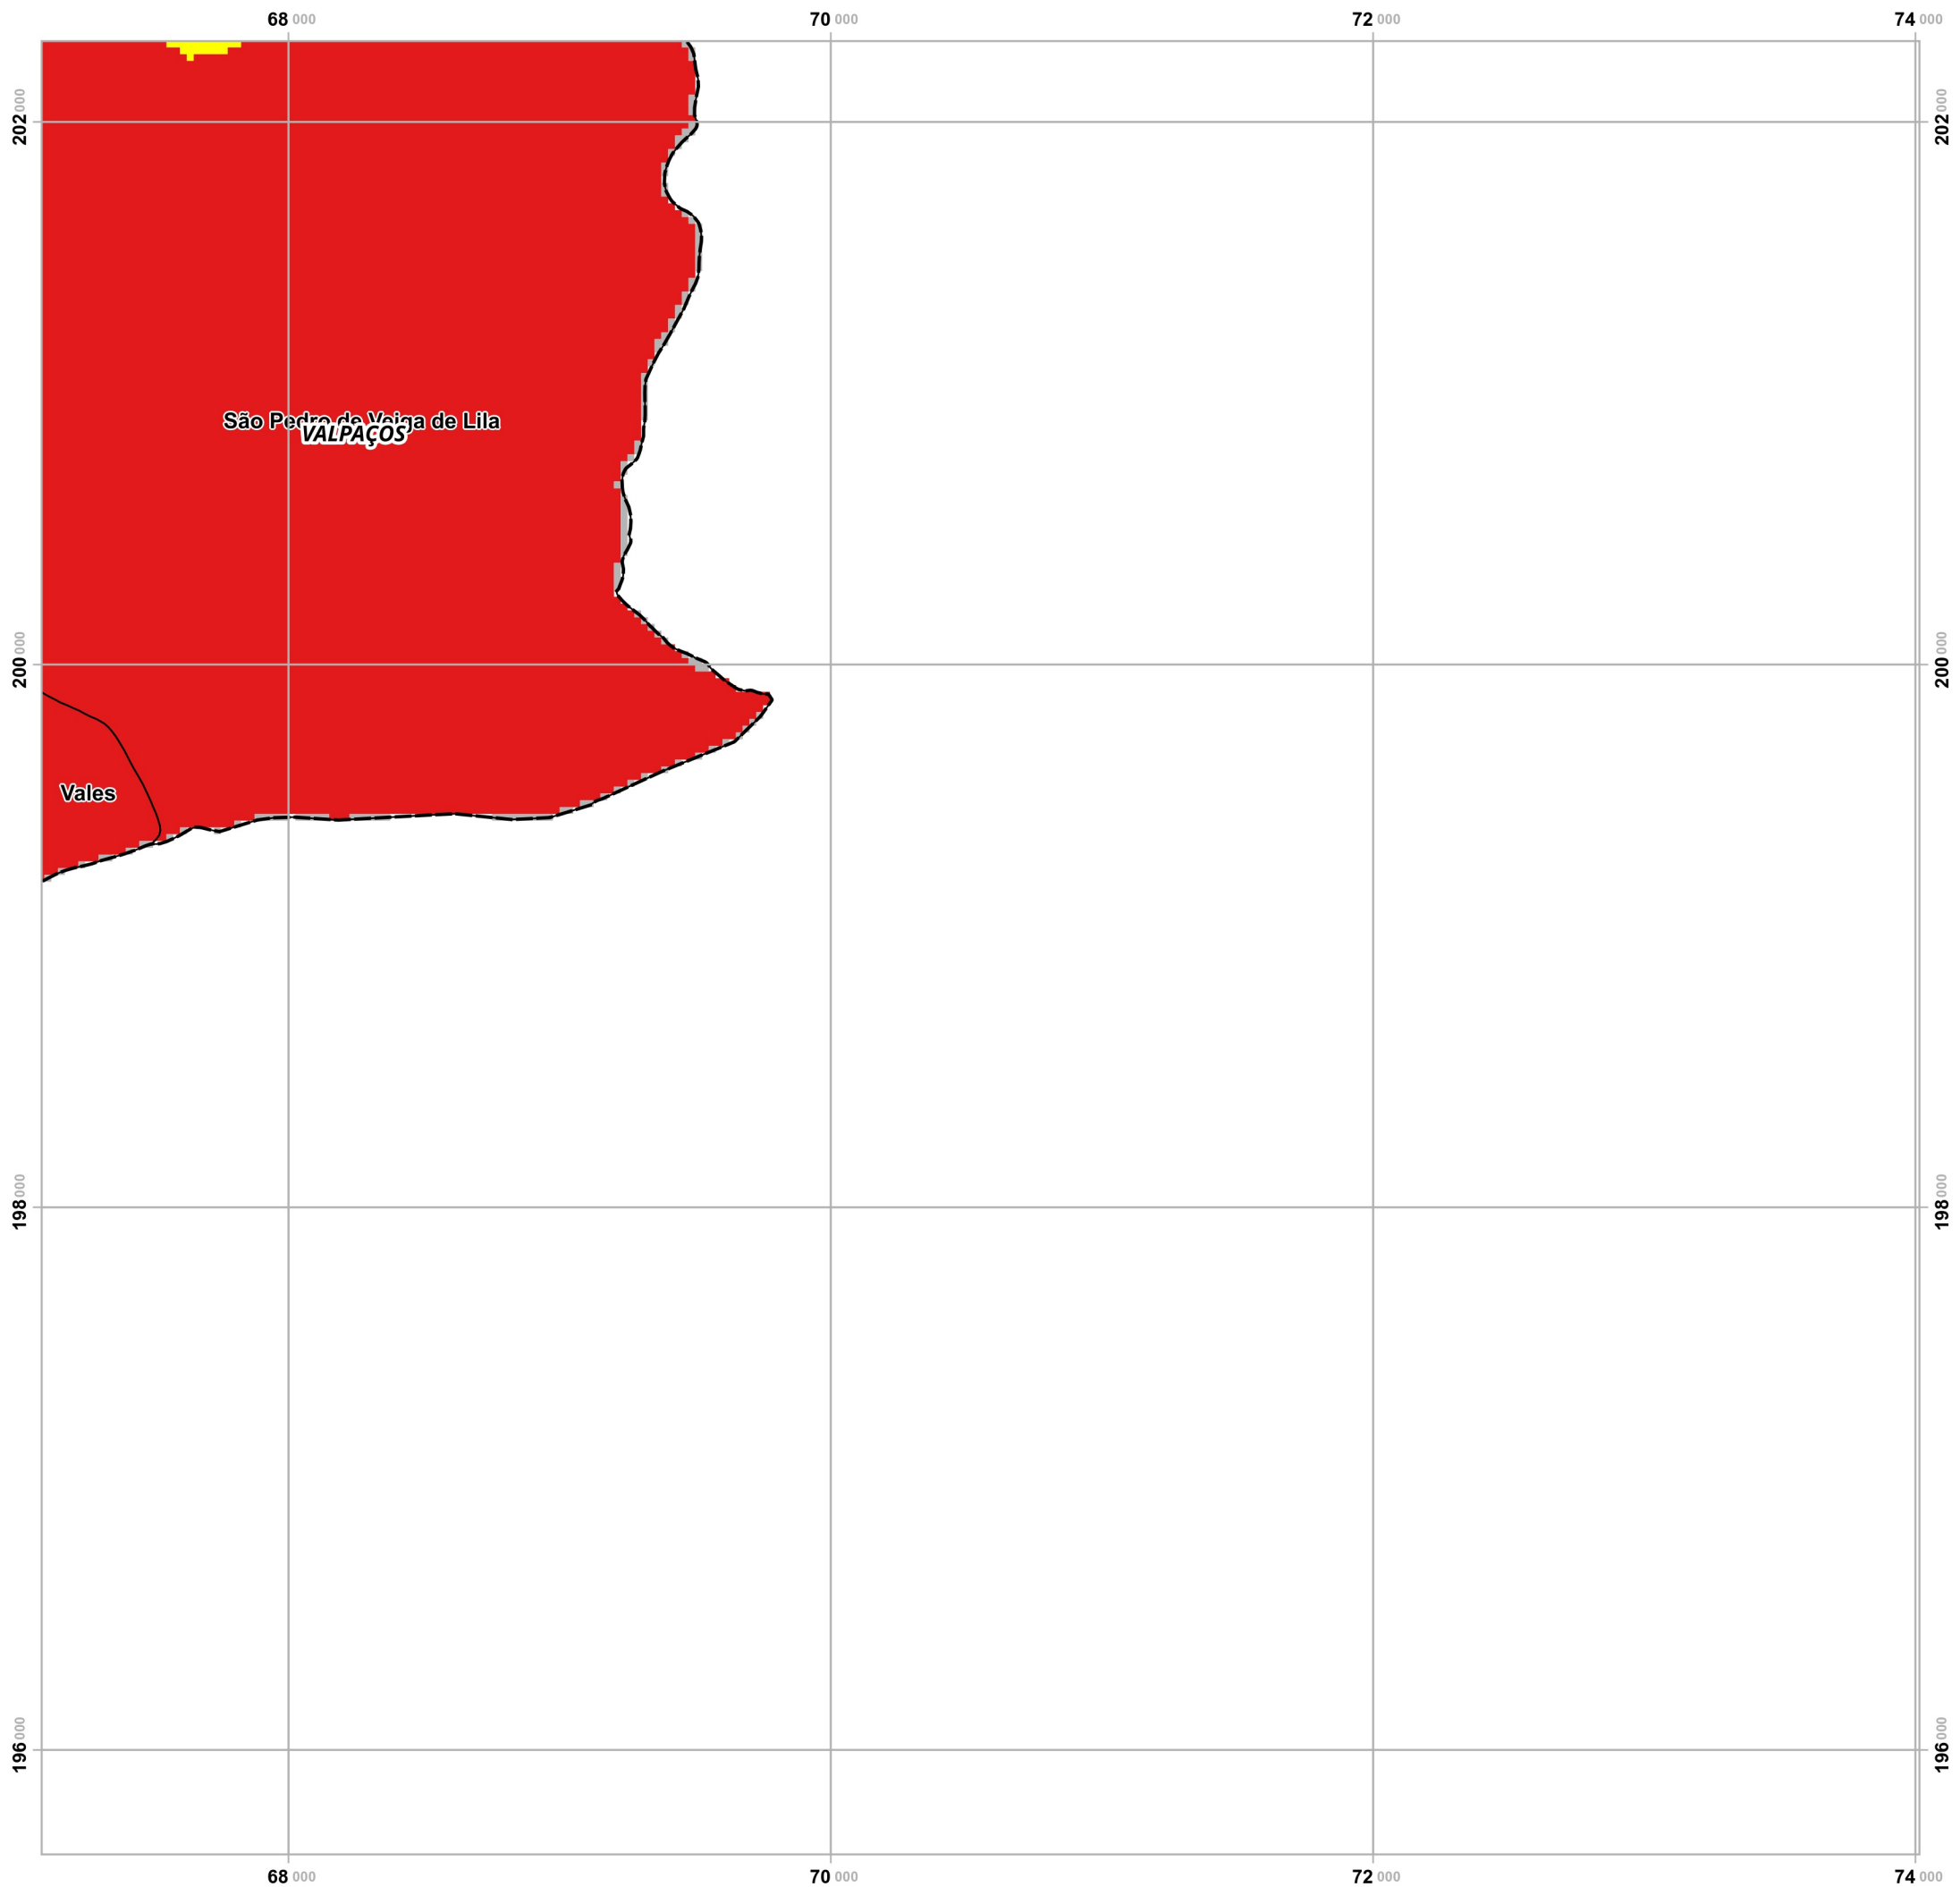 68 000 70 000 72 000 74 000
202 000 202 000
São Pedro de Veiga de Lila
VALPAÇOS
200 000 200 000
Vales
198 000 198 000
196 000 196 000
68 000 70 000 72 000 74 000